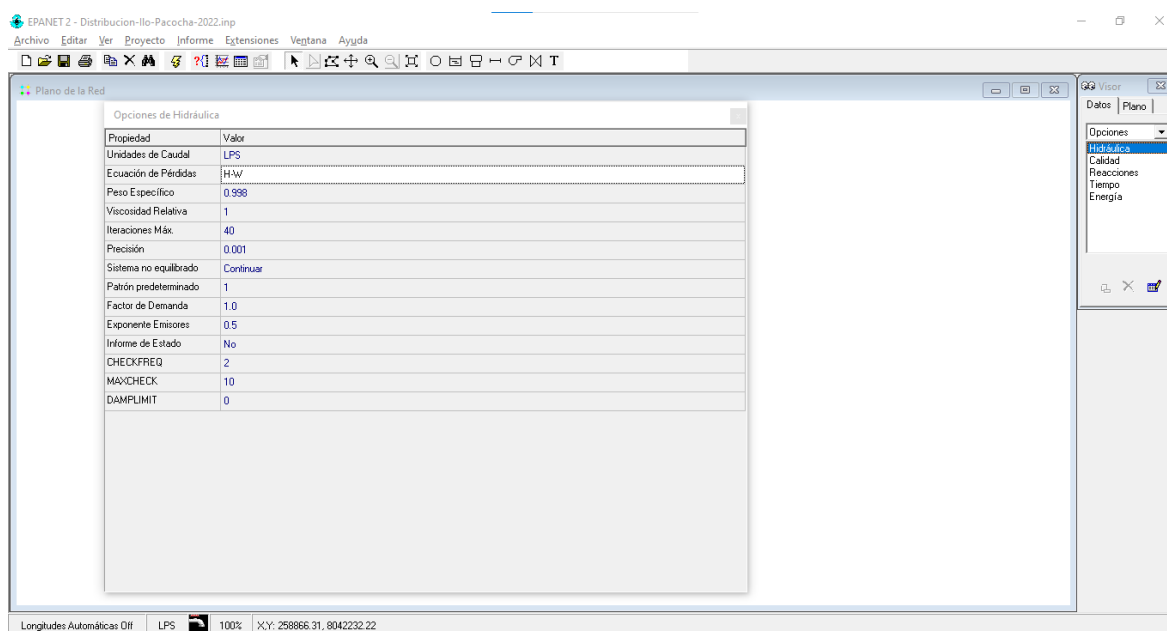 EPANET 2 - Distribucion-Ilo-Pacocha-2022.inp
Archivo Editar Ver Proyecto Informe Extensiones Ventana Ayuda
T
Plano de la Red
Visor
Datos Plano
Opciones
Hidráulica
Calidad
Reacciones
Tiempo
Energía
Opciones de Hidráulica
Propiedad Valor
Unidades de Caudal LPS
Ecuación de Pérdidas H-W
Peso Específico 0.998
Viscosidad Relativa 1
Iteraciones Máx. 40
Precisión 0.001
Sistema no equilibrado Continuar
Patrón predeterminado 1
Factor de Demanda 1.0
Exponente Emisores 0.5
Informe de Estado No
CHECKFREQ 2
MAXCHECK 10
DAMPLIMIT 0
Longitudes Automáticas Off LPS 100% X,Y: 258866.31, 8042232.22